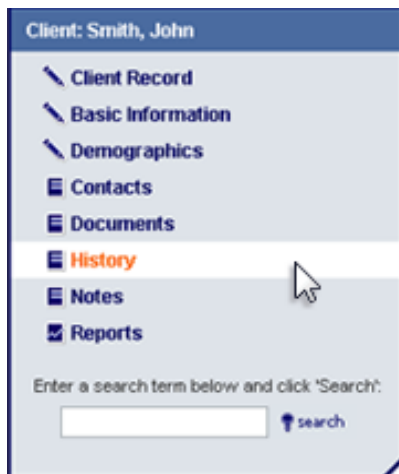 Client: Smith, John
Client Record
Basic Information
Demographics
Contacts
Documents
History
Notes
Reports
Enter a search term below and click 'Search':
search